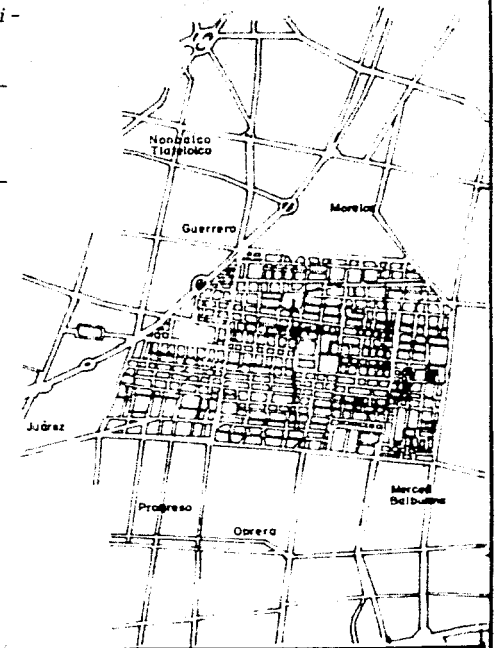 i -
Nonoalco
Tlatelolco
Morelos
Guerrero
Juárez
Merced
Balbuena
Progreso
Obrera